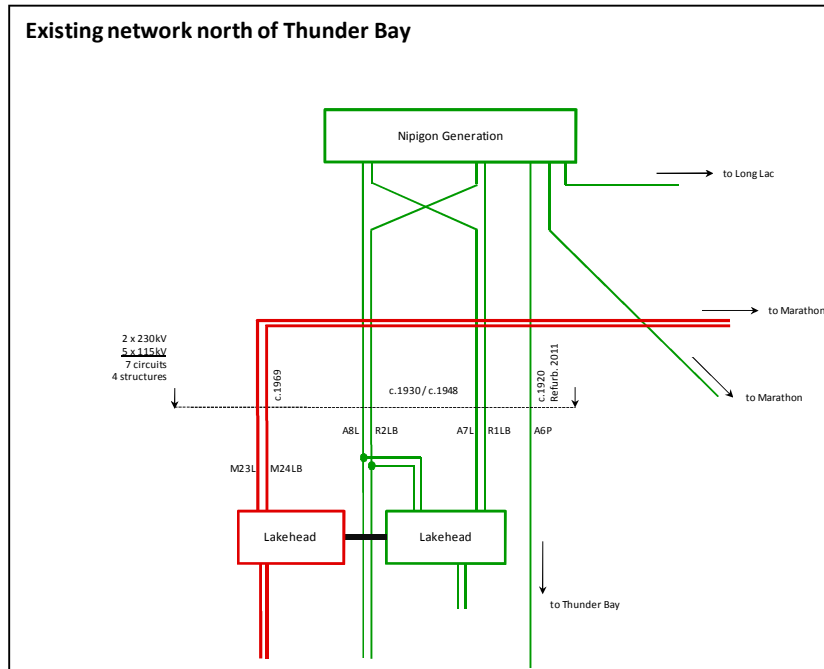 Existing network north of Thunder Bay
Nipigon Generation
to Long Lac
to Marathon
2 x 230kV
5 x 115kV
7 circuits
4 structures
c.1969
c.1930/ c.1948
c.1920
Refurb. 2011
to Marathon
A8L
R2LB
A7L
R1LB
A6P
M23L
M24LB
Lakehead
Lakehead
to Thunder Bay